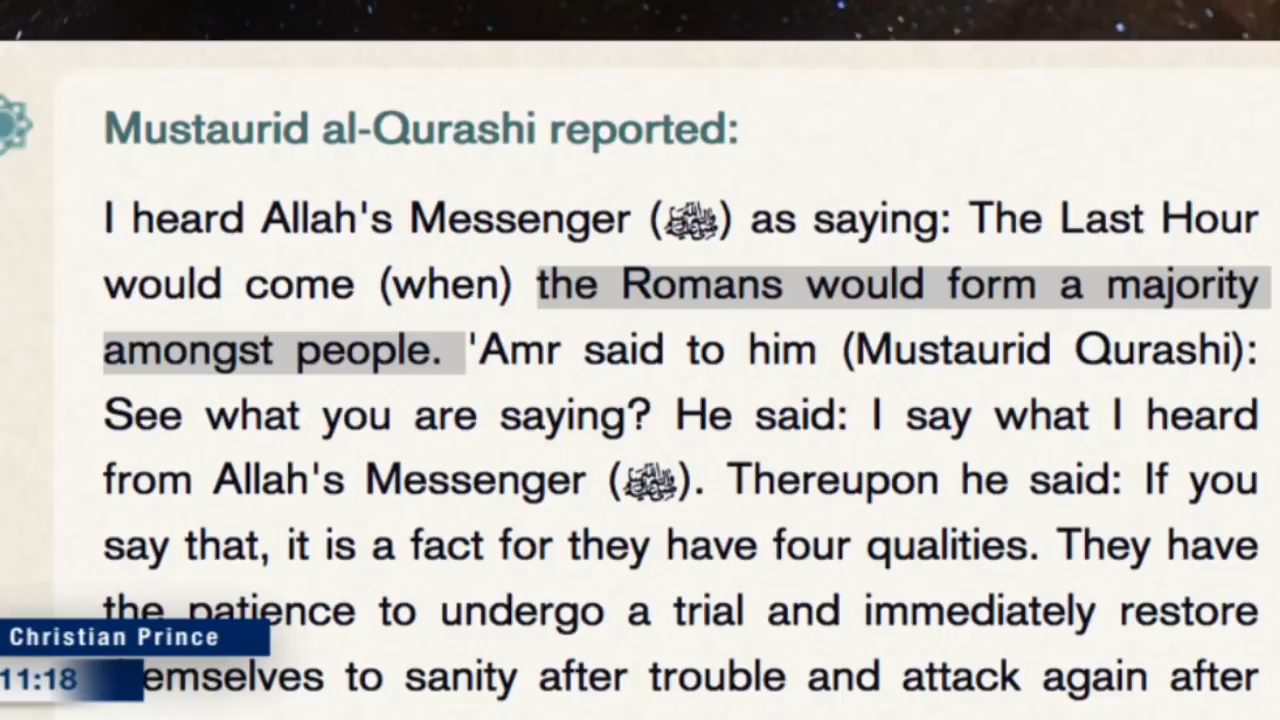 Mustaurid al-Qurashi reported:
I heard Allah's Messenger (ﷺ) as saying: The Last Hour
would come (when) the Romans would form a majority
amongst people. 'Amr said to him (Mustaurid Qurashi):
See what you are saying? He said: I say what I heard
from Allah's Messenger (ﷺ). Thereupon he said: If you
say that, it is a fact for they have four qualities. They have
the patience to undergo a trial and immediately restore
themselves to sanity after trouble and attack again after
Christian Prince
11:18